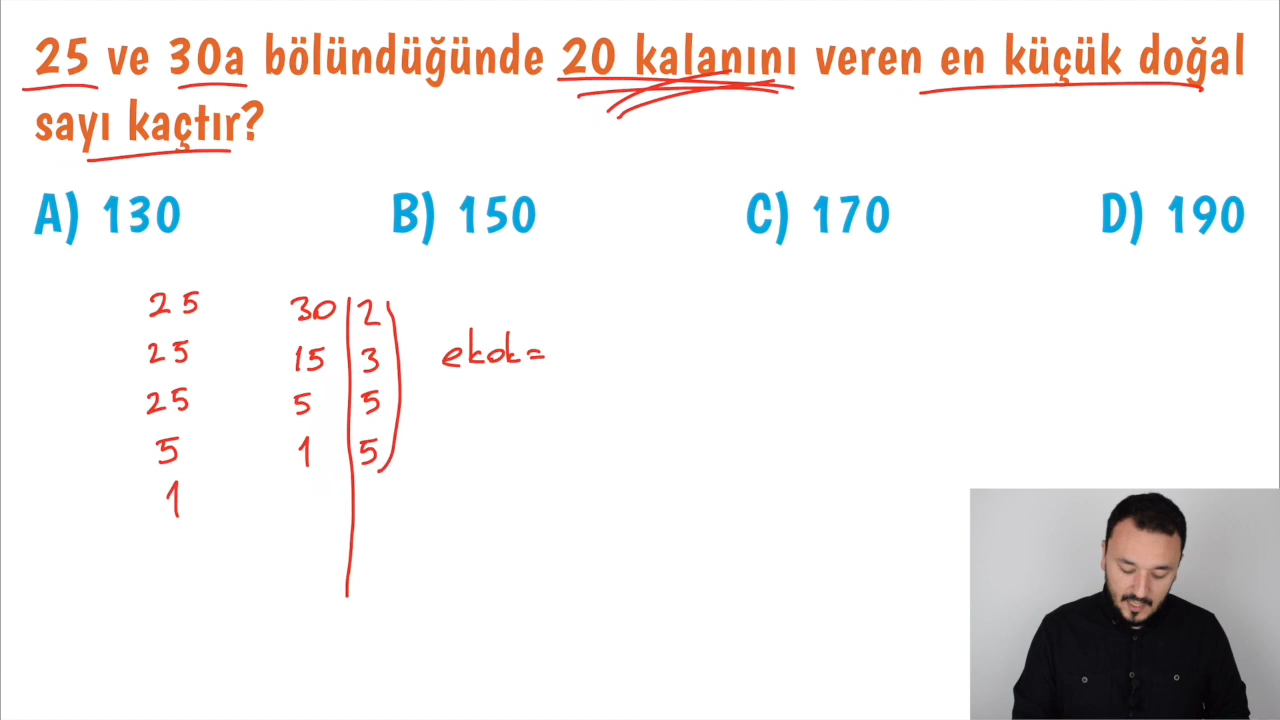 25 ve 30a bölündüğünde 20 kalanını veren en küçük doğal
sayı kaçtır?
A) 130 B) 150 C) 170 D) 190
25 30 2
25 15 3 ekok=
25 5 5
5 1 5
1